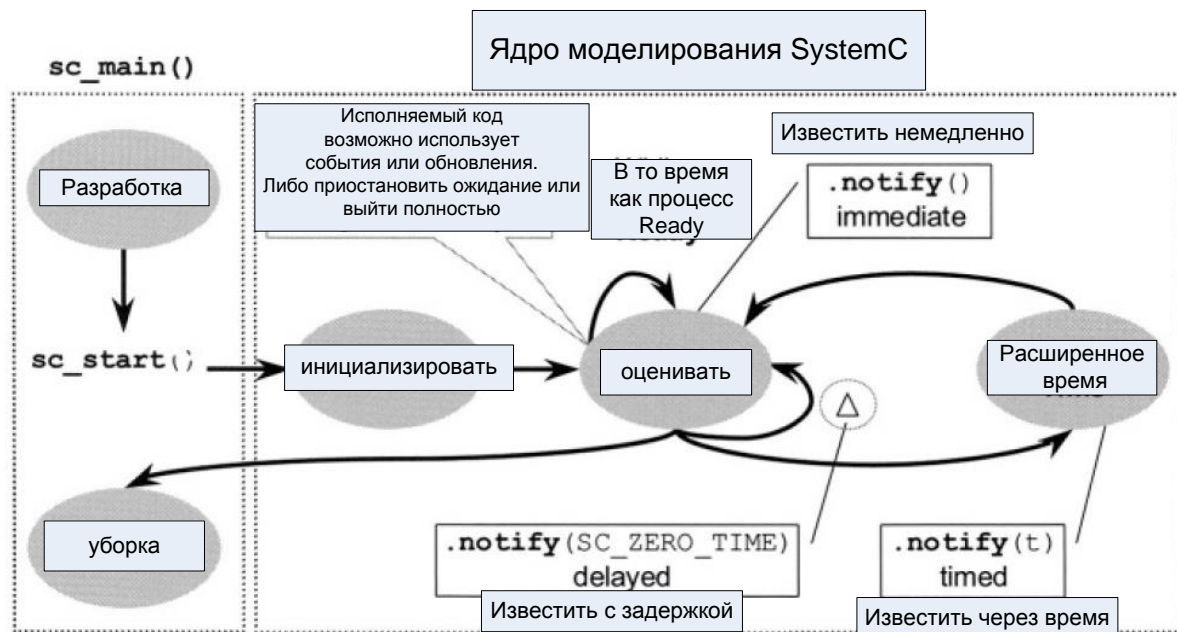 Ядро моделирования SystemC
sc_main()
Исполняемый код
возможно использует
события или обновления.
Либо приостановить ожидание или
выйти полностью
Известить немедленно
В то время
как процесс
Ready
.notify()
immediate
Разработка
sc_start()
инициализировать
оценивать
Расширенное
время
Δ
уборка
.notify(SC_ZERO_TIME)
delayed
Известить с задержкой
.notify(t)
timed
Известить через время